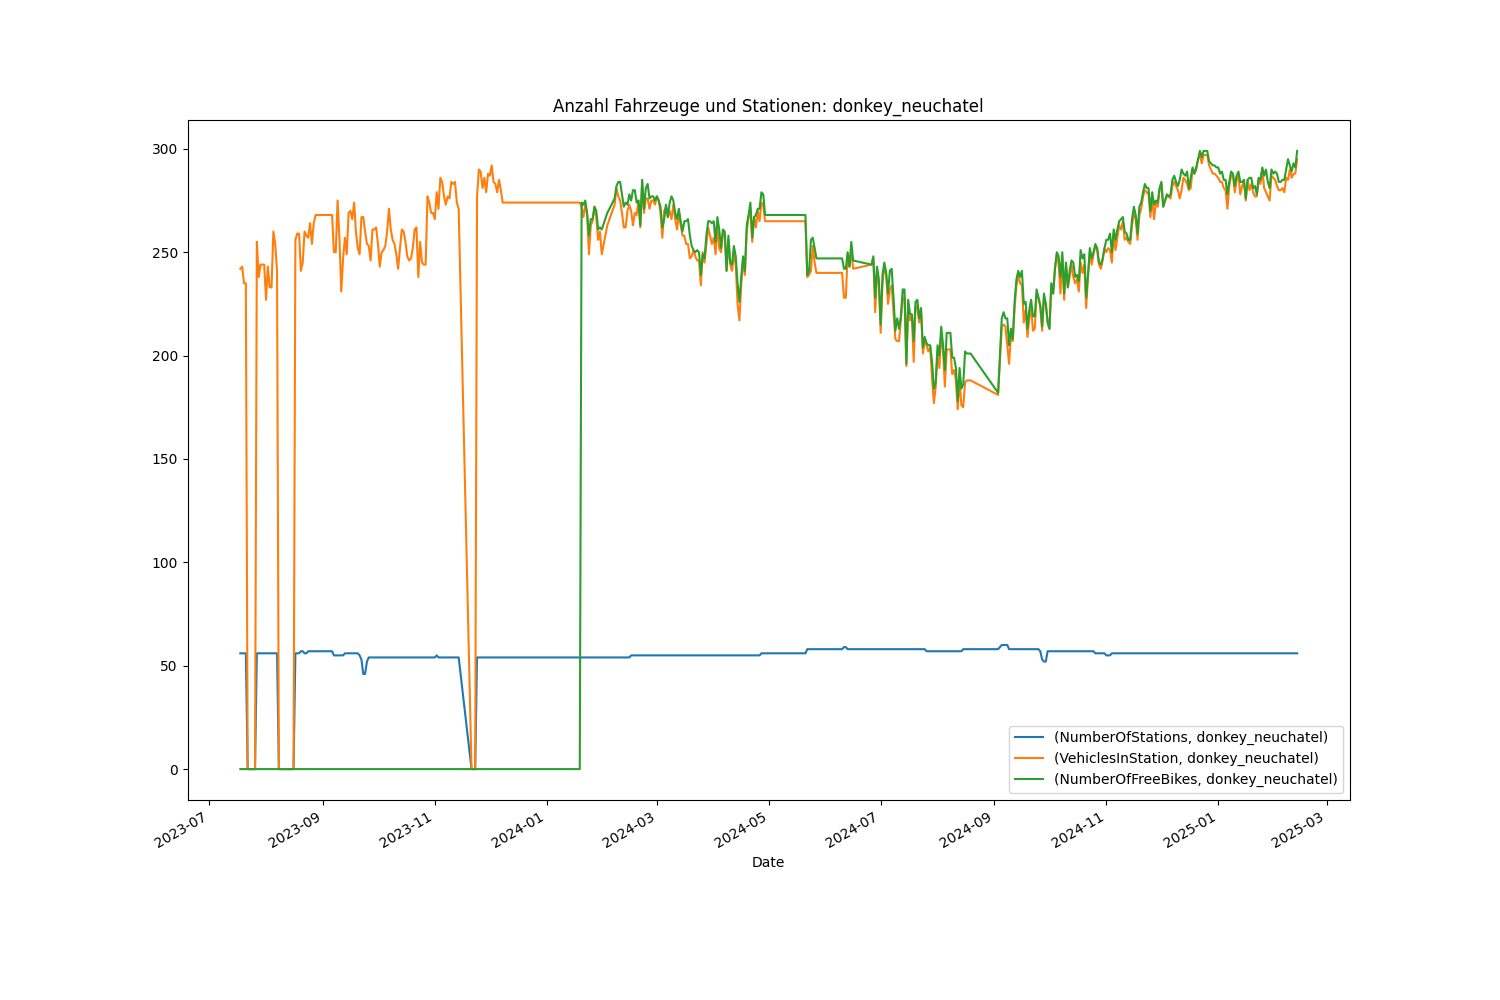 Anzahl Fahrzeuge und Stationen: donkey_neuchatel
300
250
200
150
100
50
0
(NumberOfStations, donkey_neuchatel)
(VehiclesInStation, donkey_neuchatel)
(NumberOfFreeBikes, donkey_neuchatel)
2023-07 2023-09 2023-11 2024-01 2024-03 2024-05 2024-07 2024-09 2024-11 2025-01 2025-03
Date